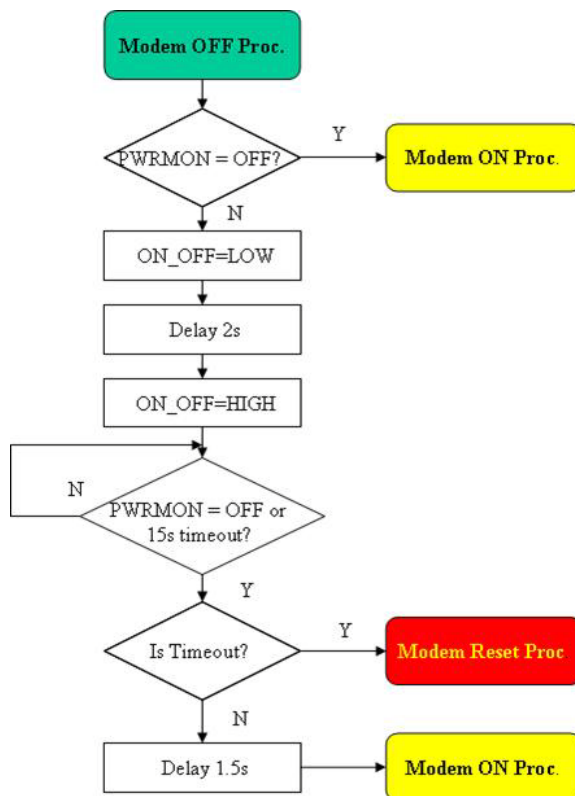 Modem OFF Proc.
PWRMON = OFF?
Y
Modem ON Proc.
N
ON_OFF=LOW
Delay 2s
ON_OFF=HIGH
N
PWRMON = OFF or
15s timeout?
Y
Is Timeout?
Y
Modem Reset Proc
N
Delay 1.5s
Modem ON Proc.